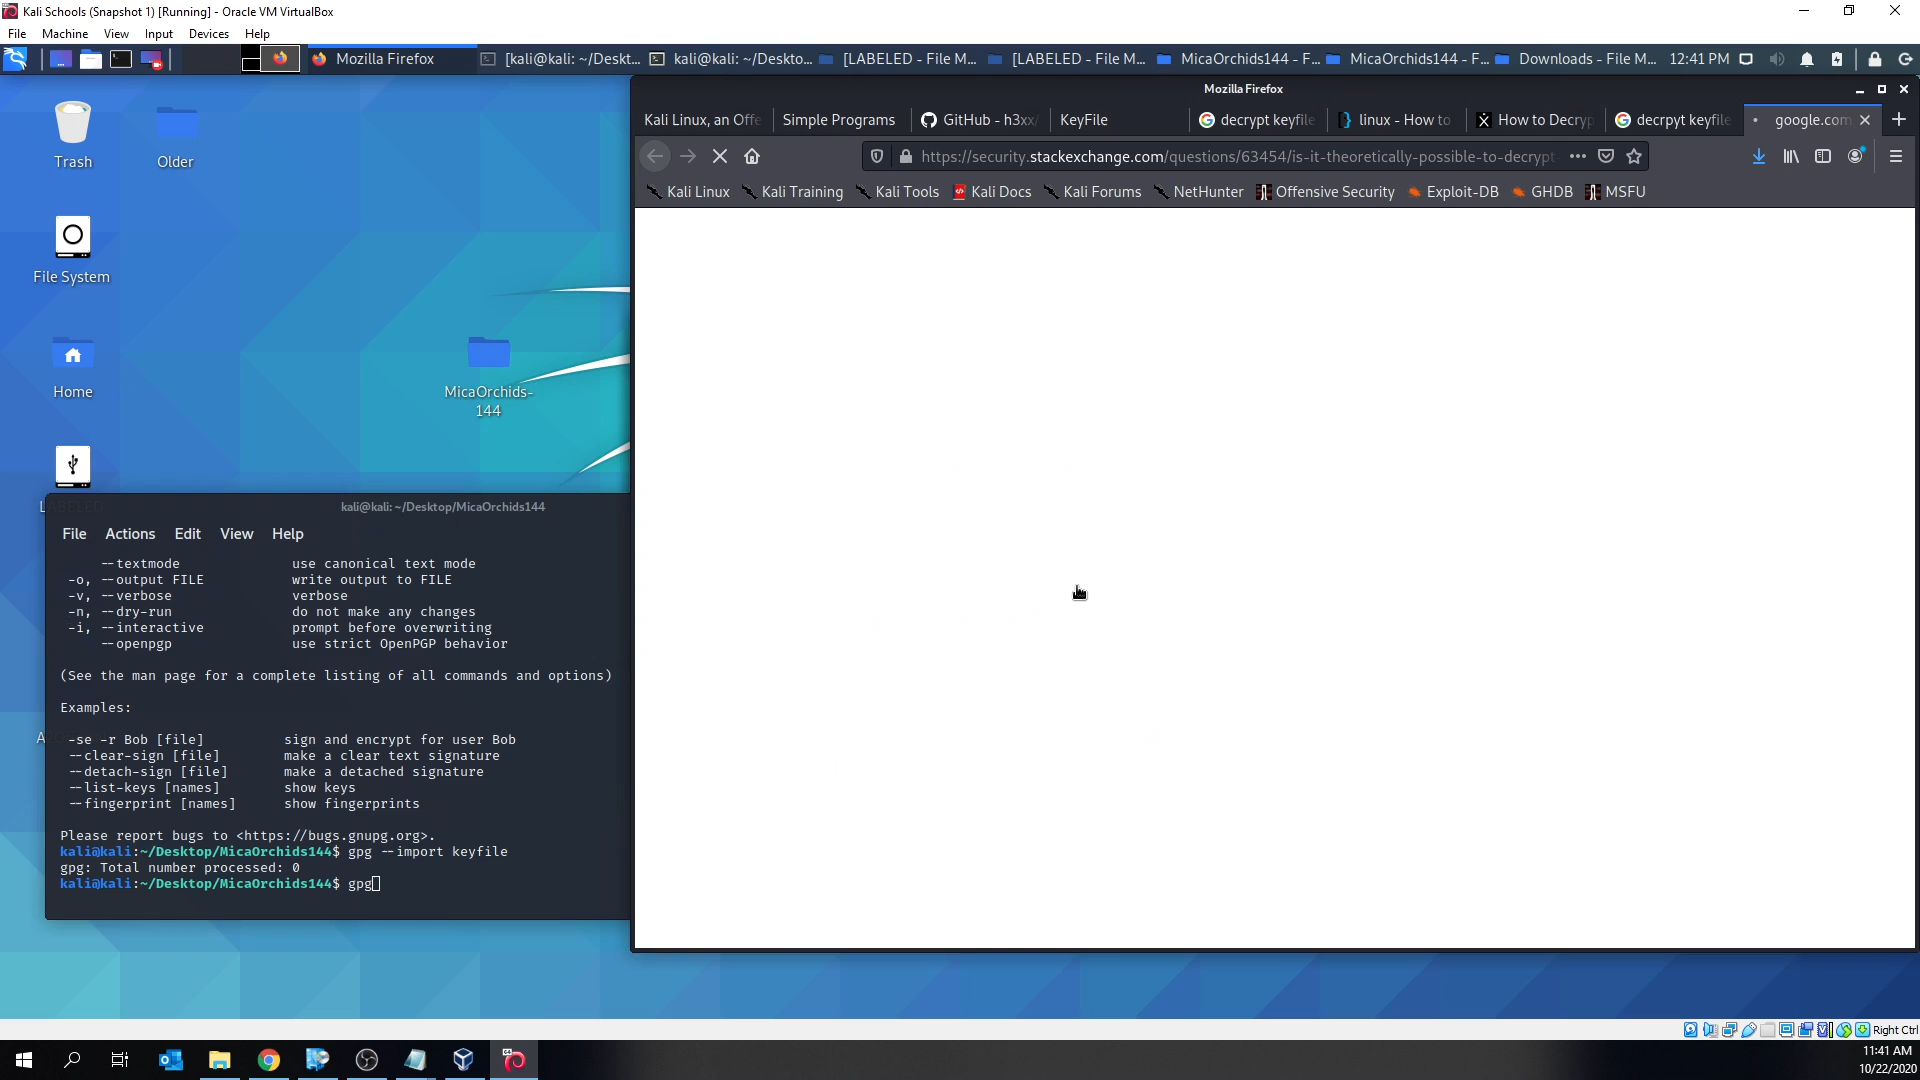 Kali Schools (Snapshot 1) [Running] - Oracle VM VirtualBox
File Machine View Input Devices Help
Mozilla Firefox
[kali@kali: ~/Deskt...
kali@kali: ~/Deskto...
[LABELED - File M...
[LABELED - File M...
MicaOrchids144 - F...
MicaOrchids144 - F...
Downloads - File M...
12:41 PM
Mozilla Firefox
Kali Linux, an Offe
Simple Programs
GitHub - h3xx/
KeyFile
decrypt keyfile
linux - How to
How to Decryp
decrpyt keyfile
google.com
https://security.stackexchange.com/questions/63454/is-it-theoretically-possible-to-decrypt-
Kali Linux Kali Training Kali Tools Kali Docs Kali Forums NetHunter Offensive Security Exploit-DB GHDB MSFU
Trash
Older
File System
Home
MicaOrchids-
144
kali@kali: ~/Desktop/MicaOrchids144
File Actions Edit View Help
--textmode use canonical text mode
-o, --output FILE write output to FILE
-v, --verbose verbose
-n, --dry-run do not make any changes
-i, --interactive prompt before overwriting
--openpgp use strict OpenPGP behavior
(See the man page for a complete listing of all commands and options)
Examples:
-se -r Bob [file] sign and encrypt for user Bob
--clear-sign [file] make a clear text signature
--detach-sign [file] make a detached signature
--list-keys [names] show keys
--fingerprint [names] show fingerprints
Please report bugs to <https://bugs.gnupg.org>.
kali@kali:~/Desktop/MicaOrchids144$ gpg --import keyfile
gpg: Total number processed: 0
kali@kali:~/Desktop/MicaOrchids144$ gpg
Right Ctrl
11:41 AM
10/22/2020